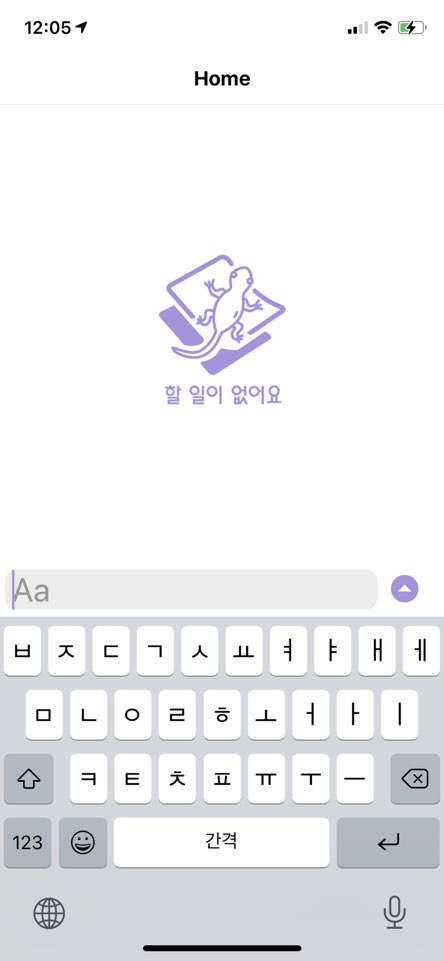 12:05
Home
할 일이 없어요
Aa
ㅂ ㅈ ㄷ ㄱ ㅅ ㅛ ㅕ ㅑ ㅐ ㅔ
ㅁ ㄴ ㅇ ㄹ ㅎ ㅗ ㅓ ㅏ ㅣ
ㅋ ㅌ ㅊ ㅍ ㅠ ㅜ ㅡ
123 간격